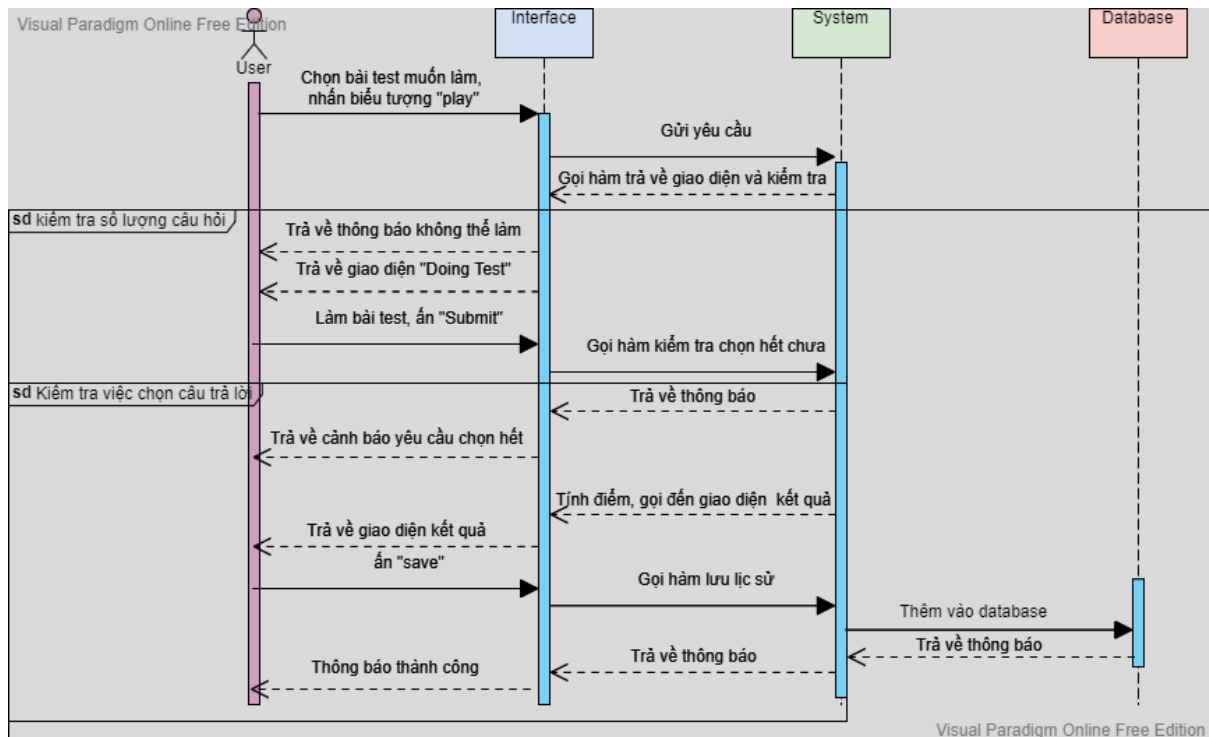 Visual Paradigm Online Free Edition
Interface
System
Database
User
Chọn bài test muốn làm,
nhấn biểu tượng "play"
Gửi yêu cầu
Gọi hàm trả về giao diện và kiểm tra
sd kiểm tra số lượng câu hỏi
Trả về thông báo không thể làm
Trả về giao diện "Doing Test"
Làm bài test, ấn "Submit"
Gọi hàm kiểm tra chọn hết chưa
sd Kiểm tra việc chọn câu trả lời
Trả về thông báo
Trả về cảnh báo yêu cầu chọn hết
Tính điểm, gọi đến giao diện kết quả
Trả về giao diện kết quả
ấn "save"
Gọi hàm lưu lịc sử
Thêm vào database
Trả về thông báo
Trả về thông báo
Thông báo thành công
Visual Paradigm Online Free Edition